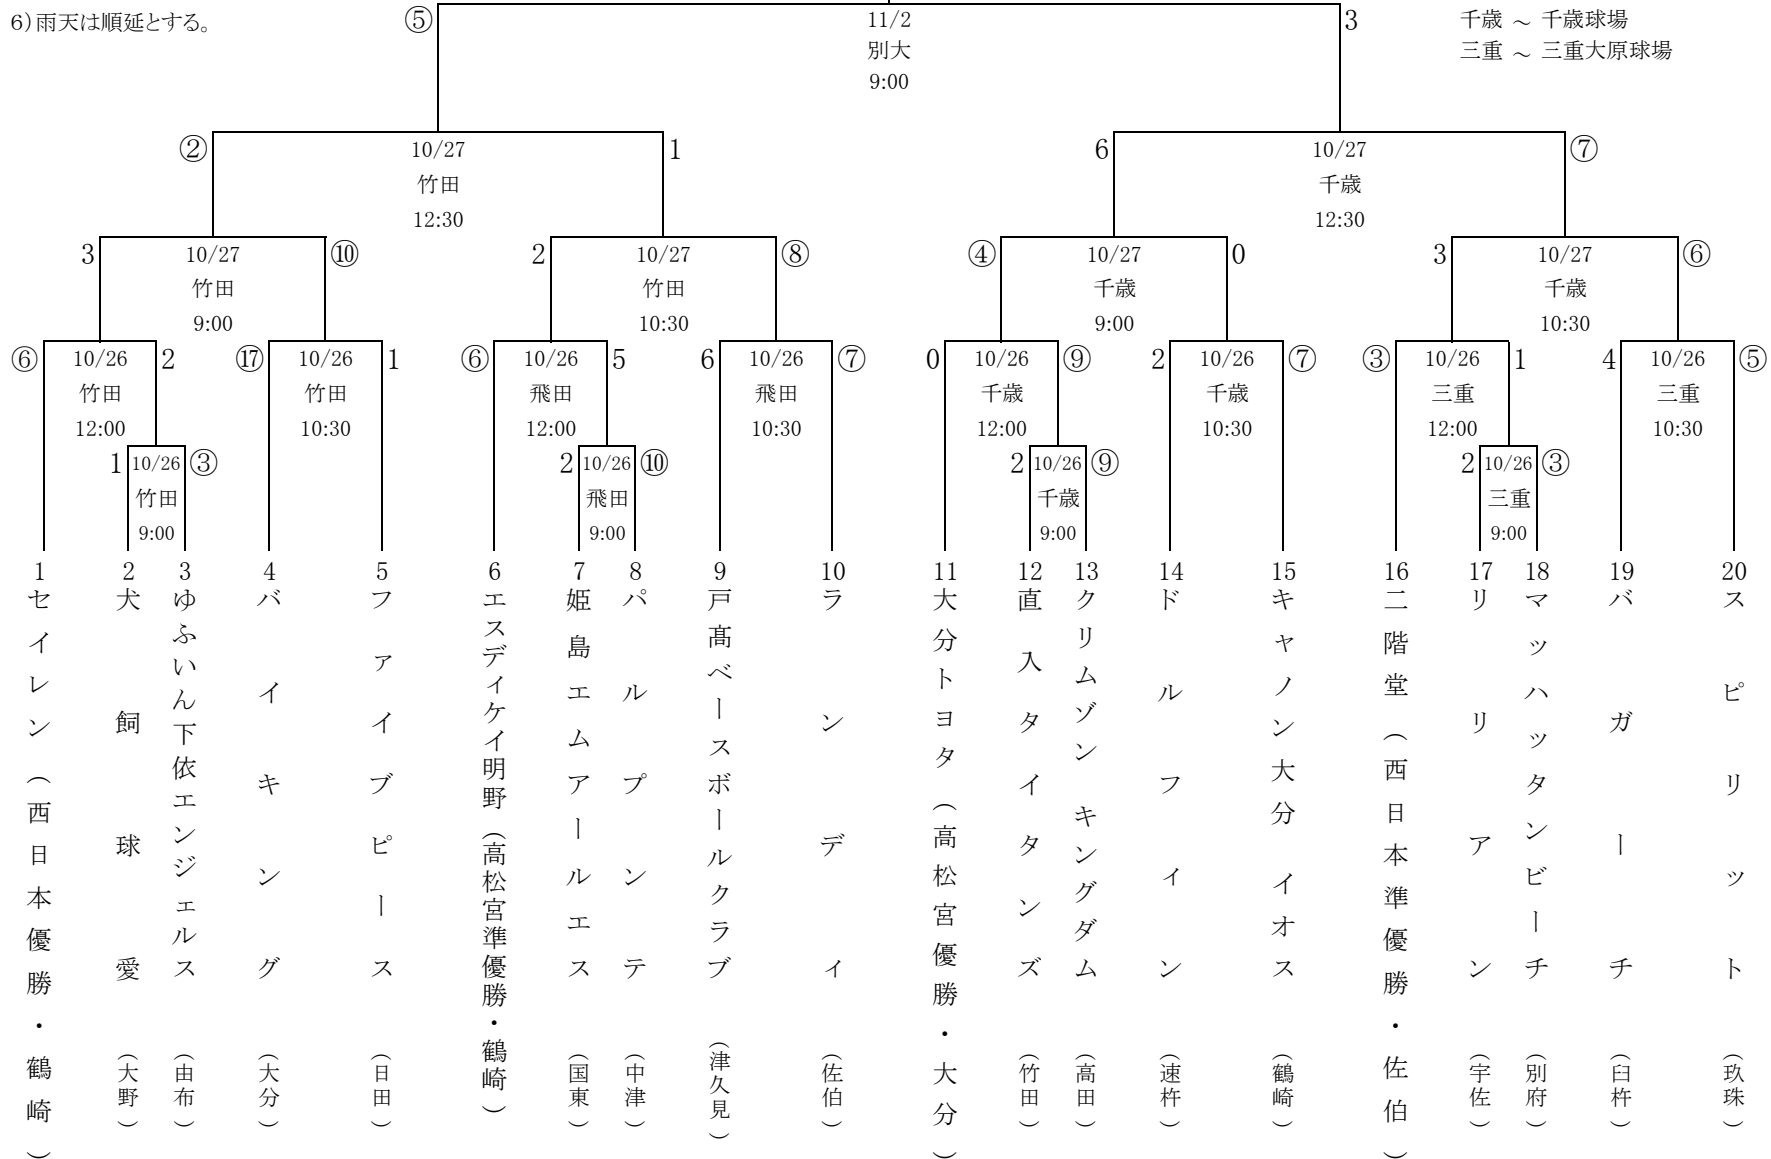 6)雨天は順延とする。
⑤ 11/2 3
別大
9:00
千歳 ～ 千歳球場
三重 ～ 三重大原球場
② 10/27 1
竹田
12:30
6 10/27 ⑦
千歳
12:30
3 10/27 ⑩
竹田
9:00
2 10/27 ⑧
竹田
10:30
④ 10/27 0
千歳
9:00
3 10/27 ⑥
千歳
10:30
⑥ 10/26 2
竹田
12:00
⑰ 10/26 1
竹田
10:30
⑥ 10/26 5
飛田
12:00
6 10/26 ⑦
飛田
10:30
0 10/26 ⑨
千歳
12:00
2 10/26 ⑦
千歳
10:30
③ 10/26 1
三重
12:00
4 10/26 ⑤
三重
10:30
1 10/26 ③
竹田
9:00
2 10/26 ⑩
飛田
9:00
2 10/26 ⑨
千歳
9:00
2 10/26 ③
三重
9:00
1
セイレン(西日本優勝・鶴崎)
2
犬飼球愛(大野)
3
ゆふいん下依エンジェルス(由布)
4
バイキング(大分)
5
ファイブピース(日田)
6
エスディケイ明野(高松宮準優勝・鶴崎)
7
姫島エムアールエス(国東)
8
パルプンテ(中津)
9
戸髙ベースボールクラブ(津久見)
10
ランディ(佐伯)
11
大分トヨタ(高松宮優勝・大分)
12
直入タイタンズ(竹田)
13
クリムゾン キングダム(高田)
14
ドルフィン(速杵)
15
キャノン大分 イオス(鶴崎)
16
二階堂(西日本準優勝・佐伯)
17
リリアン(宇佐)
18
マッハッタンビーチ(別府)
19
バガーチ(臼杵)
20
スピリット(玖珠)